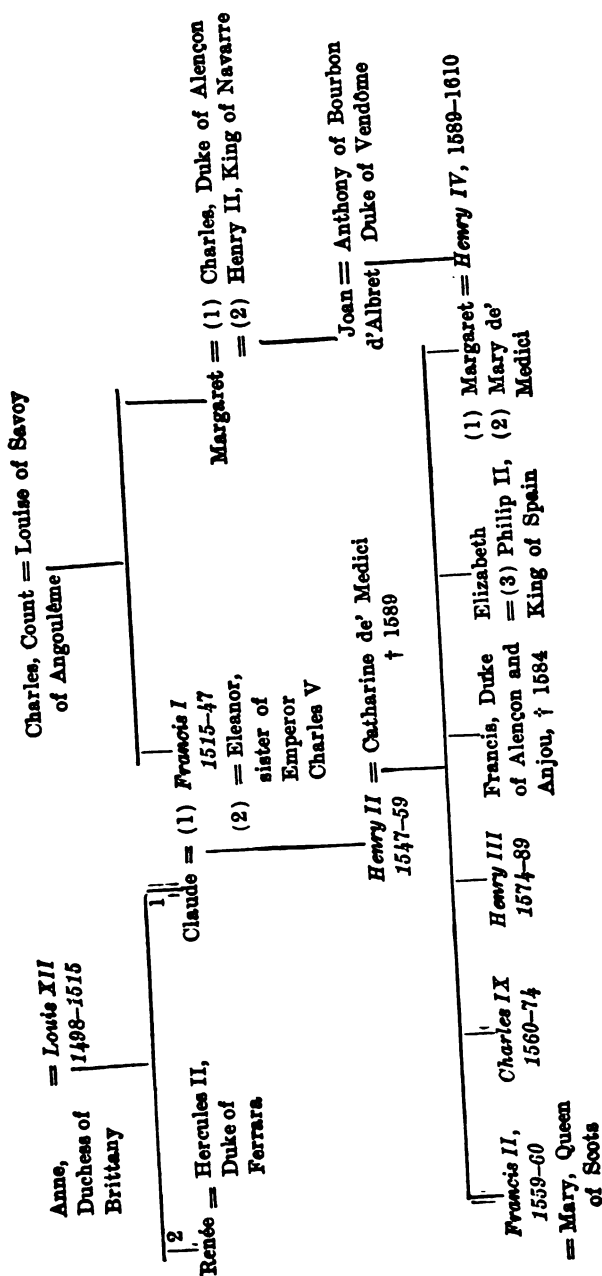 Charles, Count = Louise of Savoy
of Angoulême
Anne, = Louis XII
Duchess of 1498–1515
Brittany
2
1
Renée = Hercules II,
Duke of
Ferrara
Claude = (1) Francis I
1515–47
(2) = Eleanor,
sister of
Emperor
Charles V
Margaret = (1) Charles, Duke of Alençon
= (2) Henry II, King of Navarre
Henry II = Catharine de' Medici
1547–59 † 1589
Joan = Anthony of Bourbon
d'Albret Duke of Vendôme
Francis II,
1559–60
= Mary, Queen
of Scots
Charles IX
1560–74
Henry III
1574–89
Francis, Duke
of Alençon and
Anjou, † 1584
Elizabeth
= (3) Philip II,
King of Spain
(1) Margaret = Henry IV, 1589–1610
(2) Mary de'
Medici